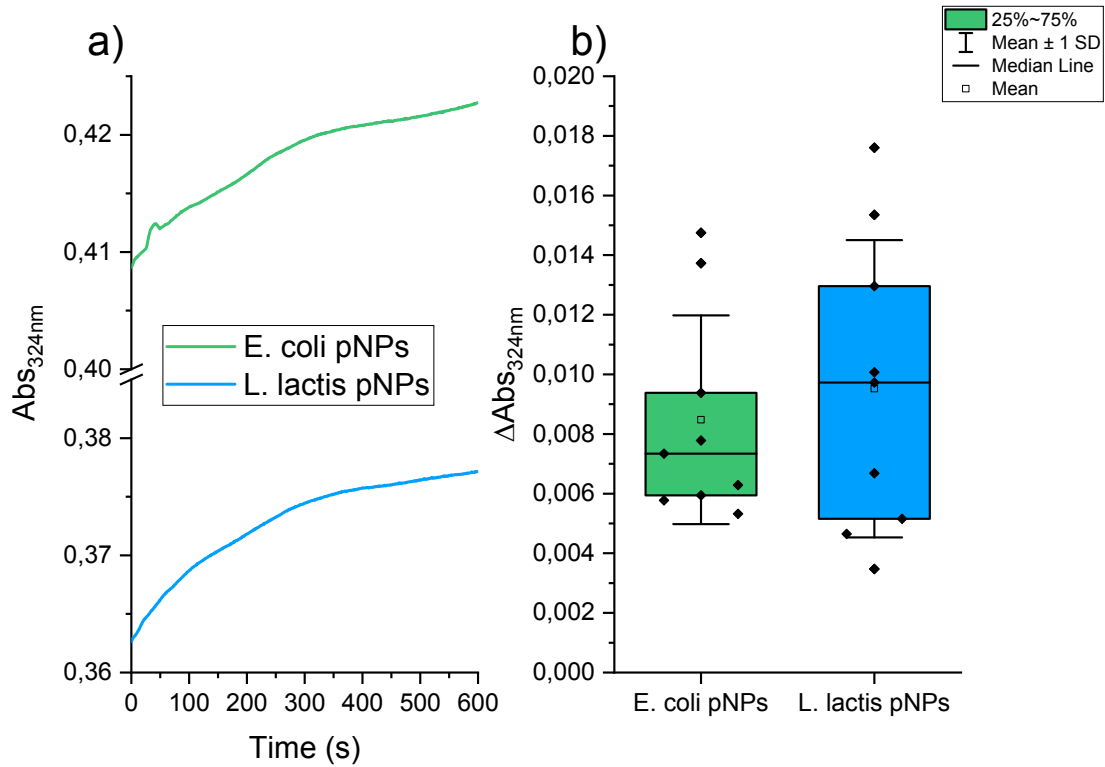 a)
0,42
0,41
0,40
0,38
0,37
0,36
Abs324nm
E. coli pNPs
L. lactis pNPs
0 100 200 300 400 500 600
Time (s)
b)
25%~75%
Mean ± 1 SD
Median Line
Mean
0,020
0,018
0,016
0,014
0,012
0,010
0,008
0,006
0,004
0,002
0,000
ΔAbs324nm
E. coli pNPs L. lactis pNPs